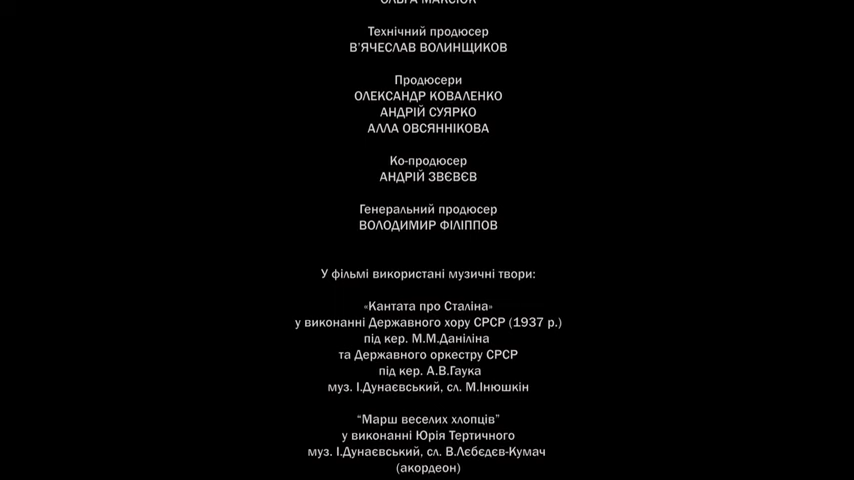 ОЛЬГА МАКСЮК
Технічний продюсер
В'ЯЧЕСЛАВ ВОЛИНЩИКОВ
Продюсери
ОЛЕКСАНДР КОВАЛЕНКО
АНДРІЙ СУЯРКО
АЛЛА ОВСЯННІКОВА
Ко-продюсер
АНДРІЙ ЗВЄВЄВ
Генеральний продюсер
ВОЛОДИМИР ФІЛІППОВ
У фільмі використані музичні твори:
«Кантата про Сталіна»
у виконанні Державного хору СРСР (1937 р.)
під кер. М.М.Даніліна
та Державного оркестру СРСР
під кер. А.В.Гаука
муз. І.Дунаєвський, сл. М.Інюшкін
“Марш веселих хлопців”
у виконанні Юрія Тертичного
муз. І.Дунаєвський, сл. В.Лєбєдєв-Кумач
(акордеон)